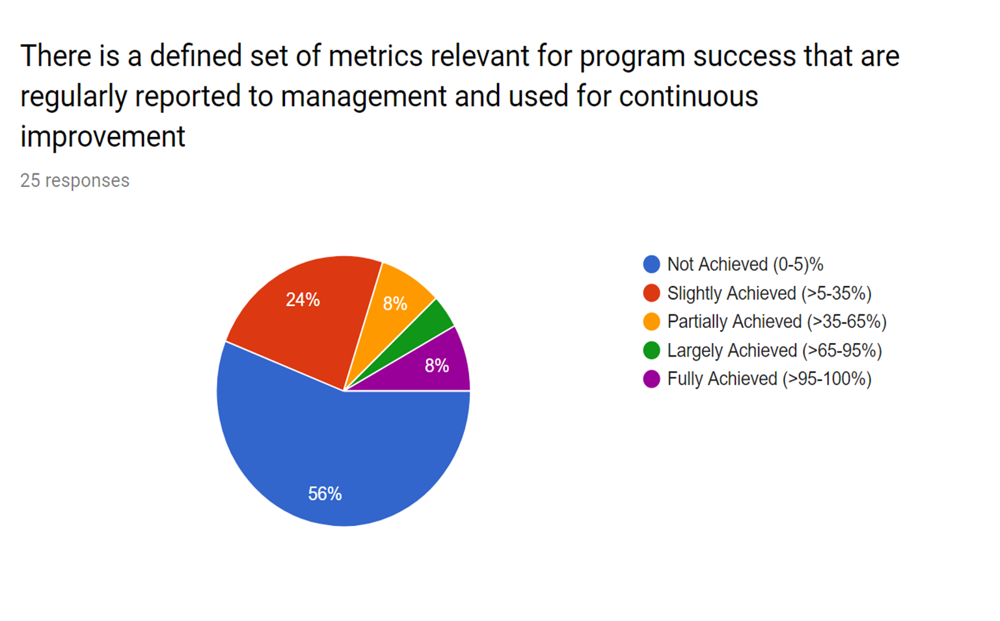 There is a defined set of metrics relevant for program success that are
regularly reported to management and used for continuous
improvement
25 responses
Not Achieved (0-5)%
Slightly Achieved (>5-35%)
Partially Achieved (>35-65%)
Largely Achieved (>65-95%)
Fully Achieved (>95-100%)
24%
8%
8%
56%